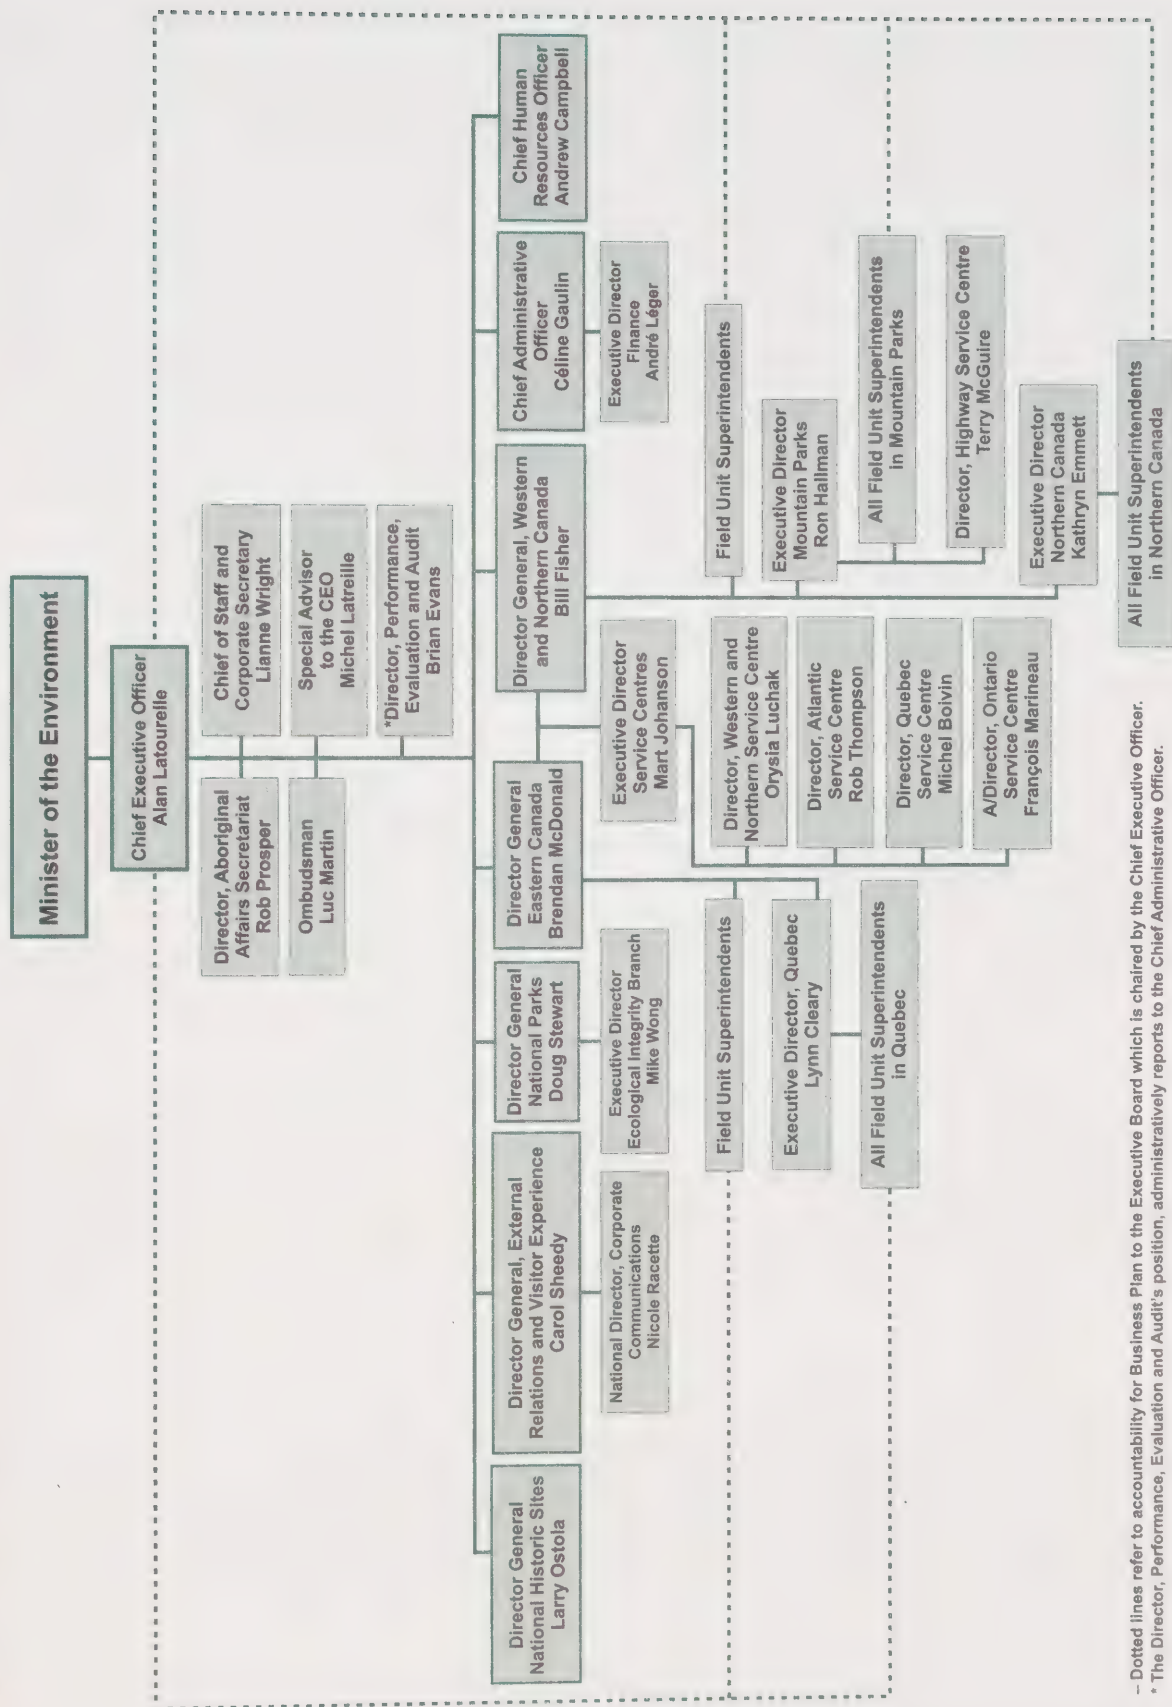 Minister of the Environment
Chief Executive Officer
Alan Latourelle
Director, Aboriginal
Affairs Secretariat
Rob Prosper
Chief of Staff and
Corporate Secretary
Lianne Wright
Ombudsman
Luc Martin
Special Advisor
to the CEO
Michel Latreille
*Director, Performance,
Evaluation and Audit
Brian Evans
Director General
National Historic Sites
Larry Ostola
Director General, External
Relations and Visitor Experience
Carol Sheedy
Director General
National Parks
Doug Stewart
Director General
Eastern Canada
Brendan McDonald
Director General, Western
and Northern Canada
Bill Fisher
Chief Administrative
Officer
Céline Gaulin
Chief Human
Resources Officer
Andrew Campbell
National Director, Corporate
Communications
Nicole Racette
Executive Director
Ecological Integrity Branch
Mike Wong
Executive Director
Service Centres
Mart Johanson
Executive Director
Finance
André Léger
Field Unit Superintendents
Executive Director, Quebec
Lynn Cleary
All Field Unit Superintendents
in Quebec
Director, Western and
Northern Service Centre
Orysia Luchak
Director, Atlantic
Service Centre
Rob Thompson
Director, Quebec
Service Centre
Michel Boivin
A/Director, Ontario
Service Centre
François Marineau
Field Unit Superintendents
Executive Director
Mountain Parks
Ron Hallman
All Field Unit Superintendents
in Mountain Parks
Director, Highway Service Centre
Terry McGuire
Executive Director
Northern Canada
Kathryn Emmett
All Field Unit Superintendents
in Northern Canada
– Dotted lines refer to accountability for Business Plan to the Executive Board which is chaired by the Chief Executive Officer.
* The Director, Performance, Evaluation and Audit's position, administratively reports to the Chief Administrative Officer.